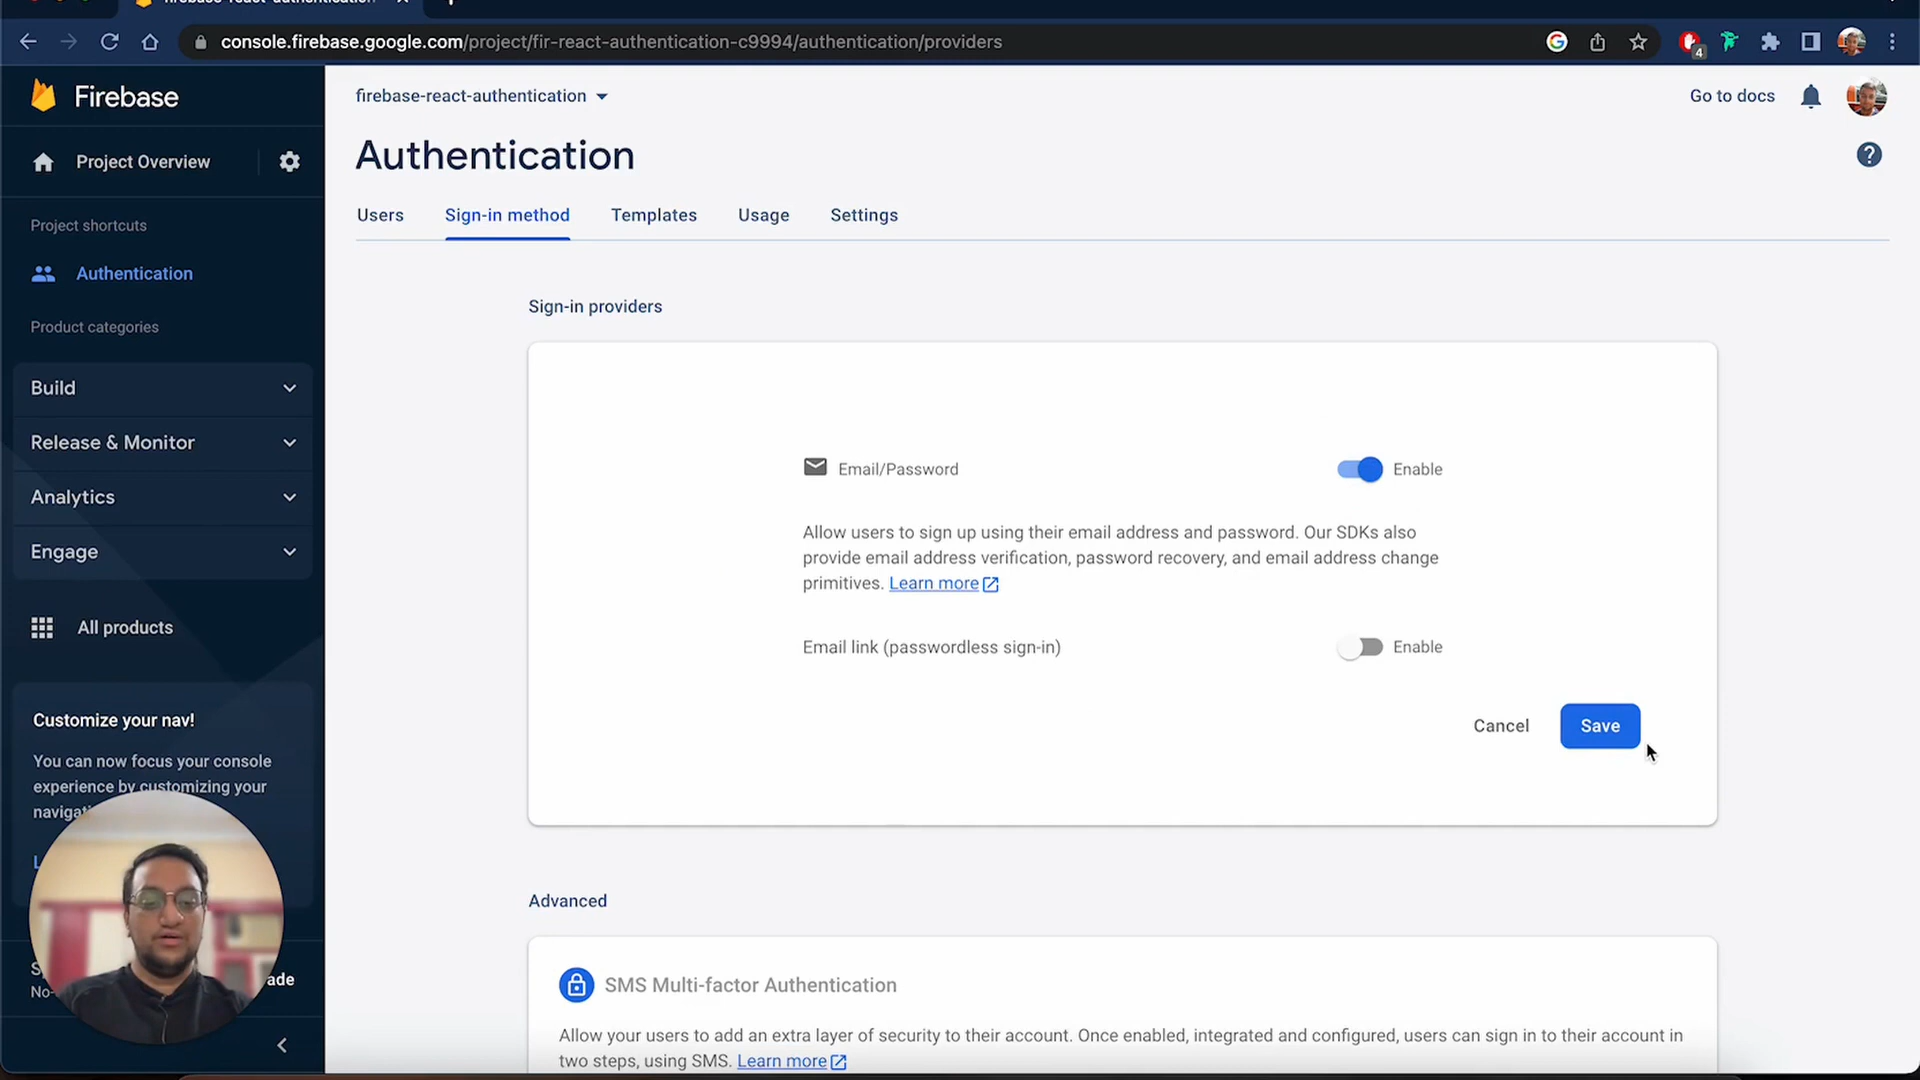 console.firebase.google.com/project/fir-react-authentication-c9994/authentication/providers
4
Firebase
firebase-react-authentication
Go to docs
Project Overview
Authentication
Users
Sign-in method
Templates
Usage
Settings
Project shortcuts
Authentication
Product categories
Build
Release & Monitor
Analytics
Engage
All products
Customize your nav!
You can now focus your console
experience by customizing your
Sign-in providers
Email/Password
Enable
Allow users to sign up using their email address and password. Our SDKs also
provide email address verification, password recovery, and email address change
primitives. Learn more
Email link (passwordless sign-in)
Enable
Cancel
Save
Advanced
SMS Multi-factor Authentication
Allow your users to add an extra layer of security to their account. Once enabled, integrated and configured, users can sign in to their account in
two steps, using SMS. Learn more